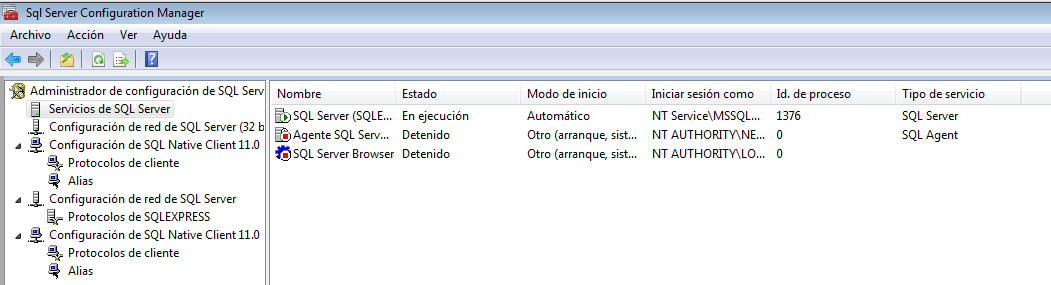 Sql Server Configuration Manager
Archivo Acción Ver Ayuda
Administrador de configuración de SQL Serv
Servicios de SQL Server
Configuración de red de SQL Server (32 b
Configuración de SQL Native Client 11.0
Protocolos de cliente
Alias
Configuración de red de SQL Server
Protocolos de SQLEXPRESS
Configuración de SQL Native Client 11.0
Protocolos de cliente
Alias
Nombre Estado Modo de inicio Iniciar sesión como Id. de proceso Tipo de servicio
SQL Server (SQLE... En ejecución Automático NT Service\MSSQL... 1376 SQL Server
Agente SQL Serv... Detenido Otro (arranque, sist... NT AUTHORITY\NE... 0 SQL Agent
SQL Server Browser Detenido Otro (arranque, sist... NT AUTHORITY\LO... 0